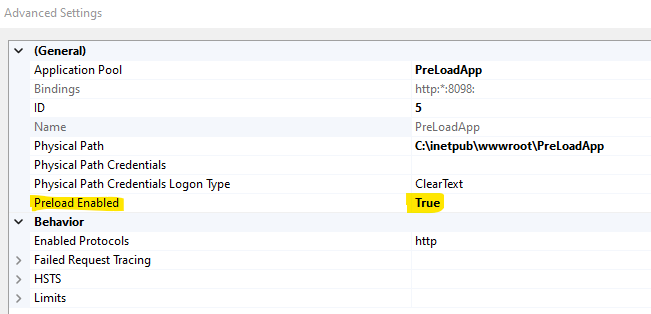 Advanced Settings
(General)
Application Pool PreLoadApp
Bindings http:*:8098:
ID 5
Name PreLoadApp
Physical Path C:\inetpub\wwwroot\PreLoadApp
Physical Path Credentials
Physical Path Credentials Logon Type ClearText
Preload Enabled True
Behavior
Enabled Protocols http
Failed Request Tracing
HSTS
Limits